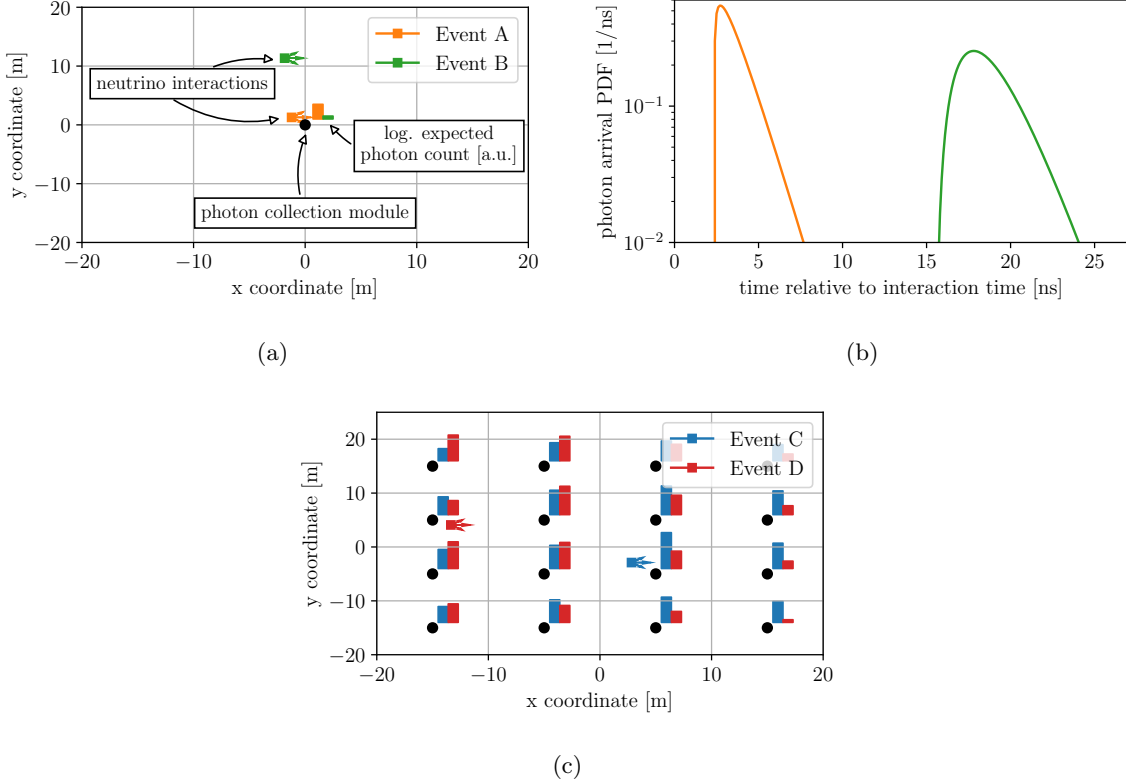 20
10
0
−10
−20
−20
−10
0
10
20
x coordinate [m]
y coordinate [m]
Event A
Event B
neutrino interactions
log. expected
photon count [a.u.]
photon collection module
(a)
photon arrival PDF [1/ns]
10−1
10−2
0
5
10
15
20
25
time relative to interaction time [ns]
(b)
20
10
0
−10
−20
−20
−10
0
10
20
x coordinate [m]
y coordinate [m]
Event C
Event D
(c)